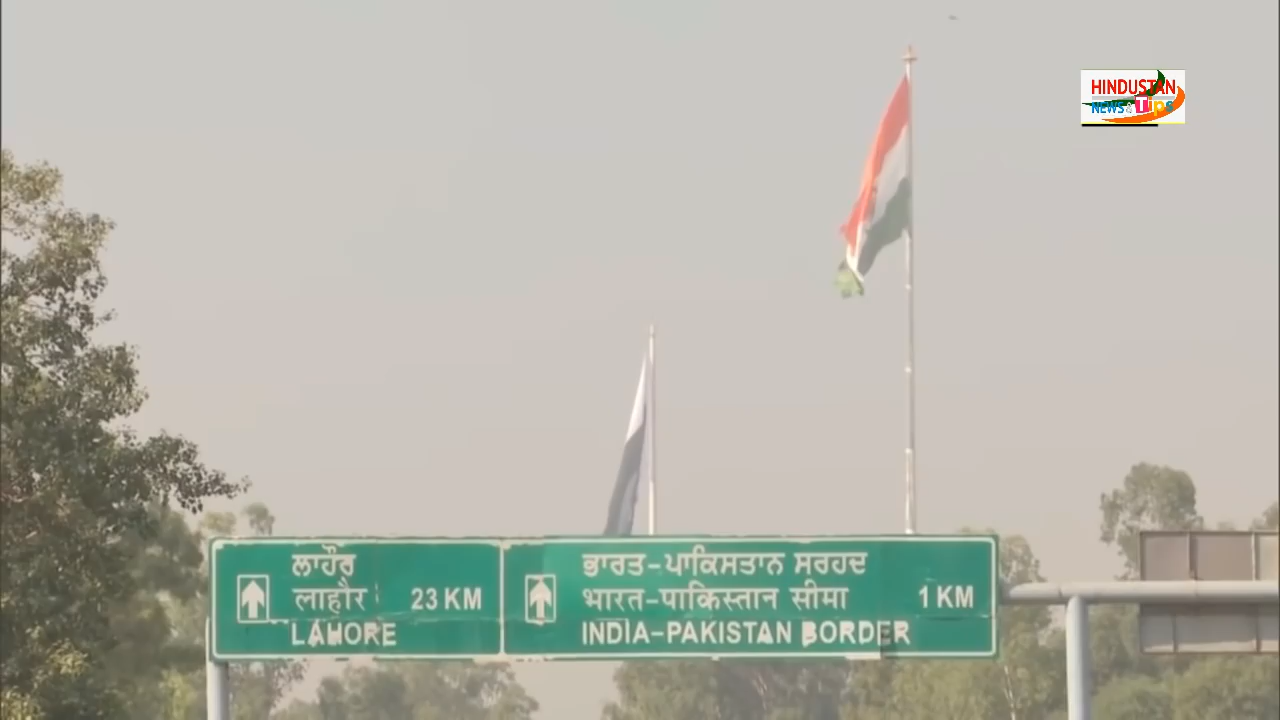 HINDUSTAN
NEWS & Tips
ਲਾਹੌਰ
लाहौर 23 KM
LAHORE
ਭਾਰਤ-ਪਾਕਿਸਤਾਨ ਸਰਹਦ
भारत-पाकिस्तान सीमा 1 KM
INDIA-PAKISTAN BORDER